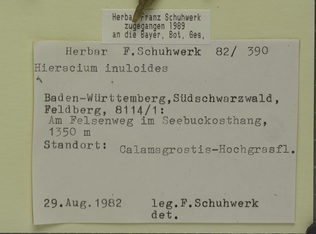 Herbar Franz Schuhwerk
zugegangen 1989
an die Bayer. Bot. Ges.
Herbar F.Schuhwerk 82/ 390
Hieracium inuloides
Baden-Württemberg,Südschwarzwald,
Feldberg, 8114/1:
Am Felsenweg im Seebuckosthang,
1350 m
Standort: Calamagrostis-Hochgrasfl.
29.Aug.1982 leg.F.Schuhwerk
det.